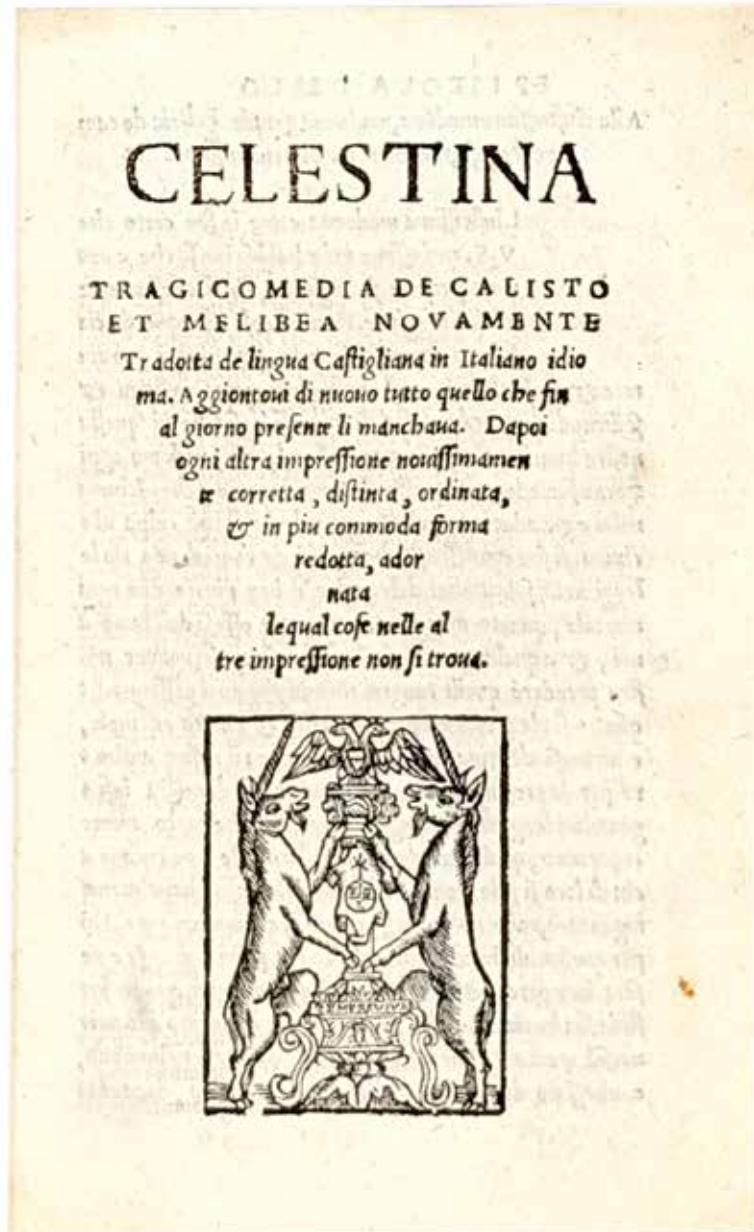 CELESTINA
TRAGICOMEDIA DE CALISTO
ET MELIBEA NOVAMENTE
Tradotta de lingua Castigliana in Italiano idio
ma. Aggiontoui di nuouo tutto quello che fin
al giorno presente li manchaua. Dapoi
ogni altra impressione nouissimamen
te corretta, distinta, ordinata,
& in piu commoda forma
redotta, ador
nata
lequal cose nelle al
tre impressione non si troua.